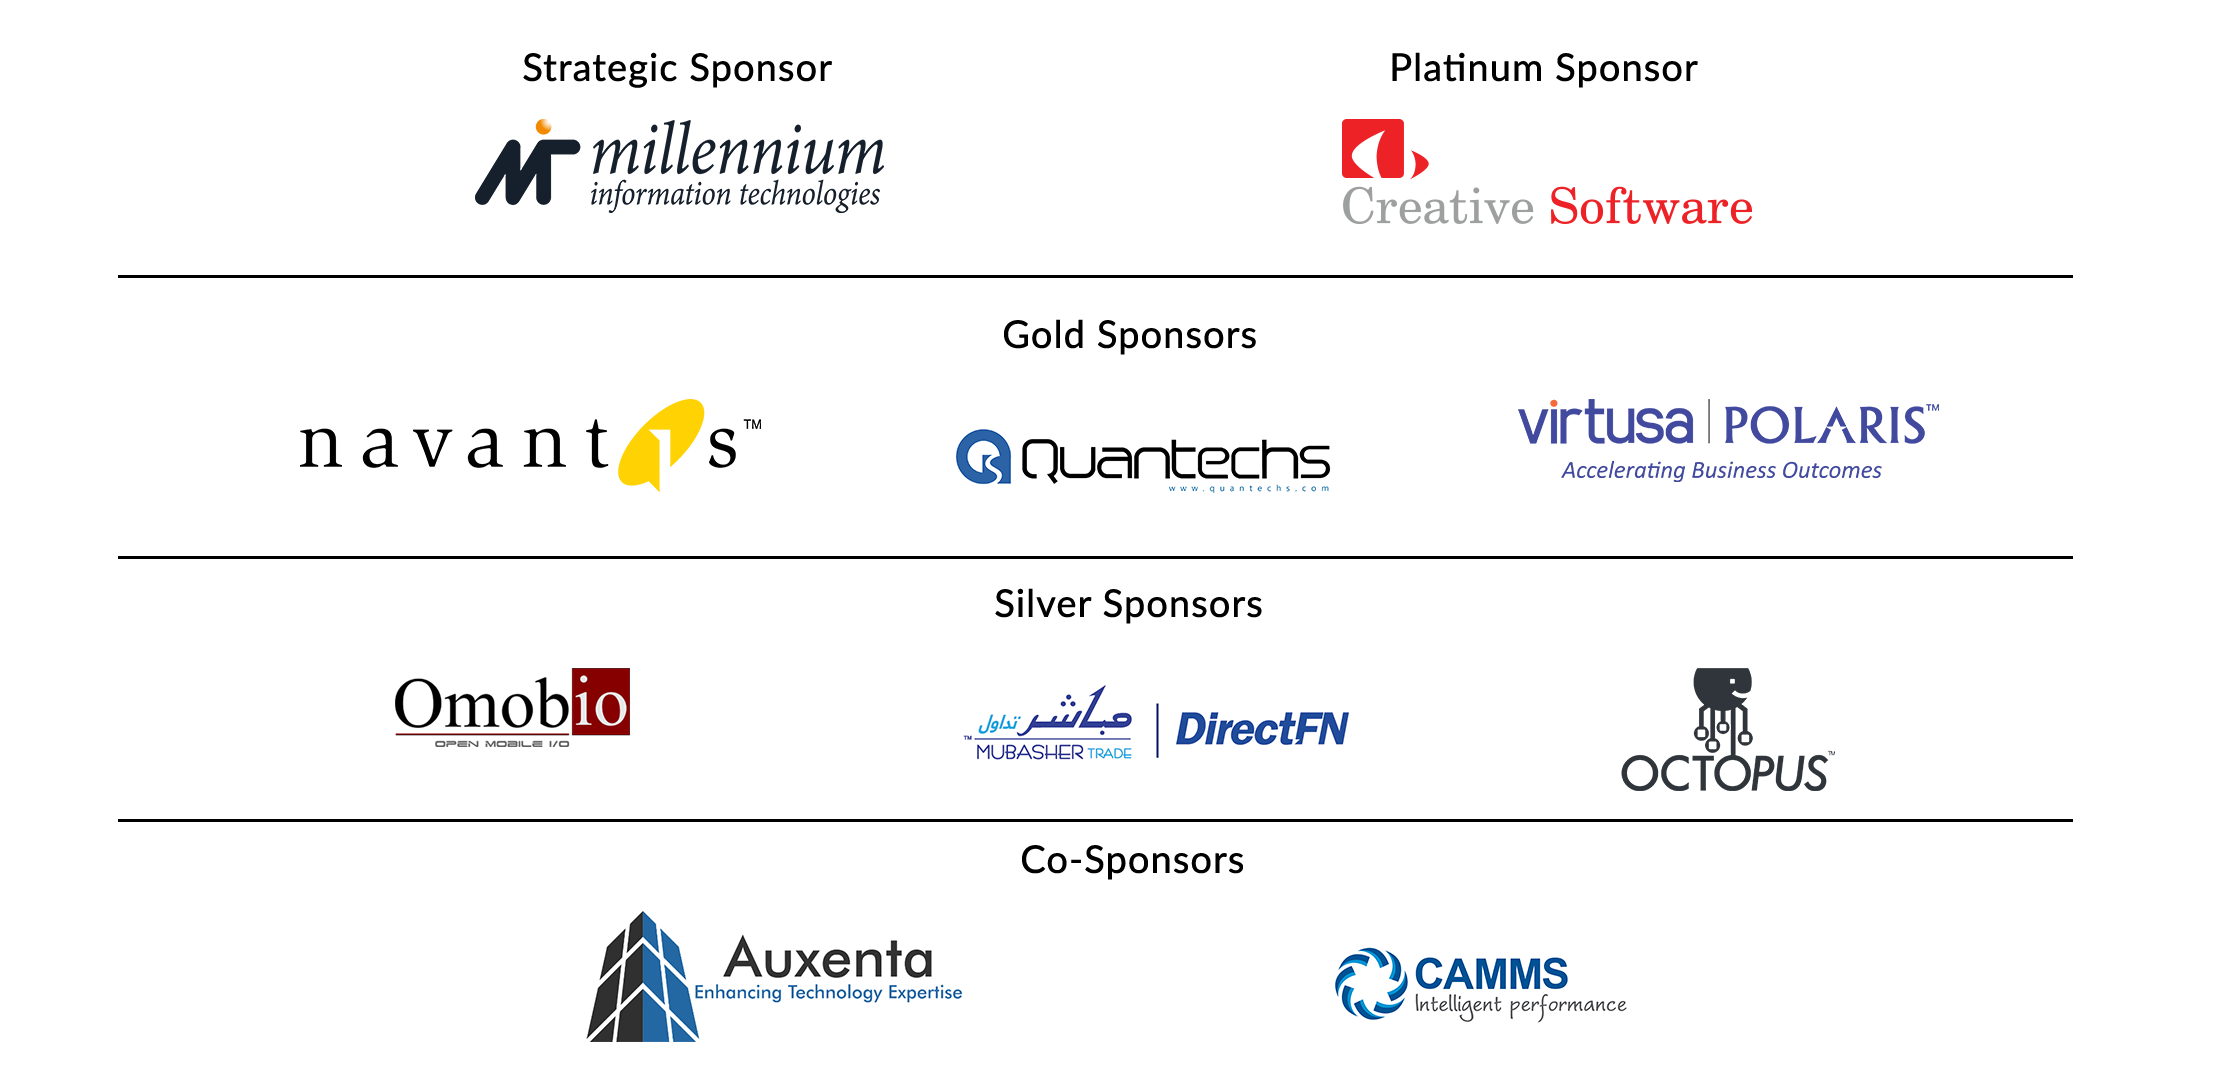 Strategic Sponsor
Platinum Sponsor
millennium
information technologies
Creative Software
Gold Sponsors
navantis™
Quantechs
www.quantechs.com
virtusa | POLARIS™
Accelerating Business Outcomes
Silver Sponsors
Omobio
OPEN MOBILE I/O
مباشر تداول
™ MUBASHER TRADE
DirectFN
OCTOPUS™
Co-Sponsors
Auxenta
Enhancing Technology Expertise
CAMMS
Intelligent performance